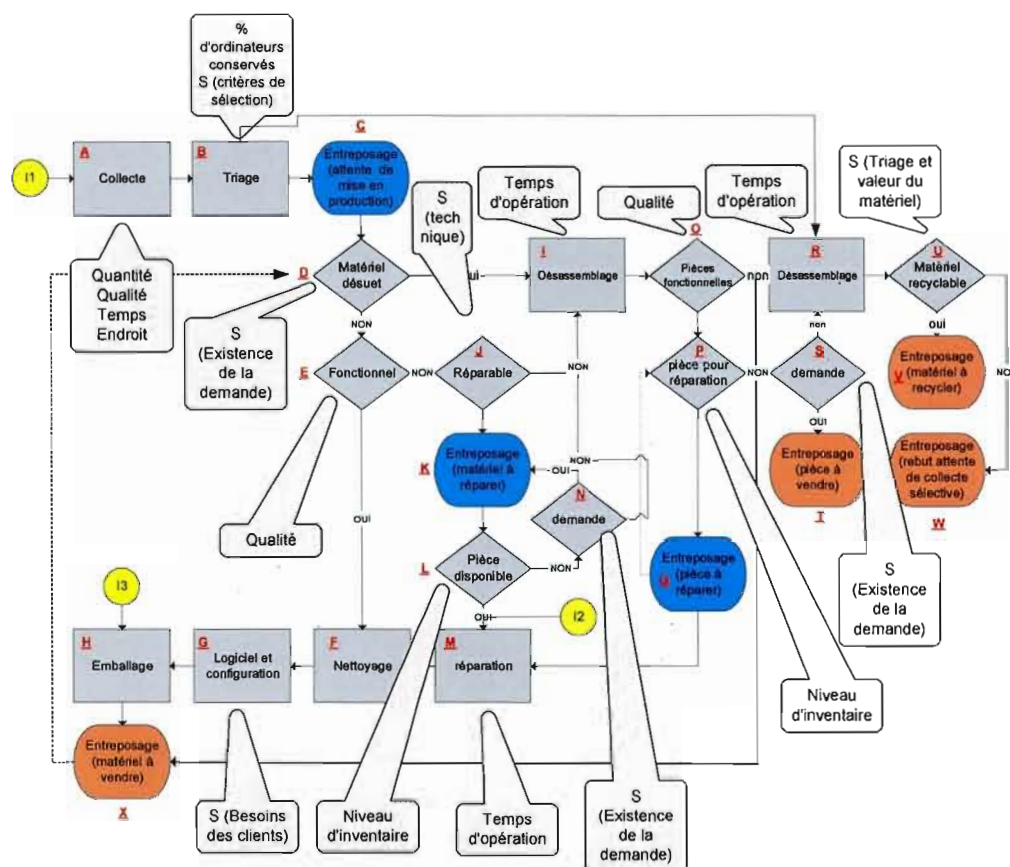 %
d'ordinateurs
conservés
S (critères de
sélection)
C
A
Collecte
B
Triage
I1
Entreposage
(attente de
mise en
production)
S
(tech
nique)
Temps
d'opération
Qualité
Temps
d'opération
S (Triage et
valeur du
matériel)
O
Quantité
Qualité
Temps
Endroit
D
Matériel
désuet
oui
I
Désassemblage
Pièces
fonctionnelles
npn
R
Désassemblage
U
Matériel
recyclable
NON
S
(Existence
de la
demande)
non
oui
E
Fonctionnel
NON
J
Réparable
NON
P
pièce pour
réparation
NON
S
demande
V
Entreposage
(matériel à
recycler)
NO
OUI
K
Entreposage
(matériel à
réparer)
OUI
NON
N
demande
Entreposage
(pièce à
vendre)
T
Entreposage
(rebut attente
de collecte
sélective)
W
OUI
Qualité
L
Pièce
disponible
NON
Entreposage
(pièce à
réparer)
S
(Existence
de la
demande)
I3
OUI
I2
H
Emballage
G
Logiciel et
configuration
F
Nettoyage
M
réparation
Niveau
d'inventaire
Entreposage
(matériel à
vendre)
X
S (Besoins
des clients)
Niveau
d'inventaire
Temps
d'opération
S
(Existence
de la
demande)